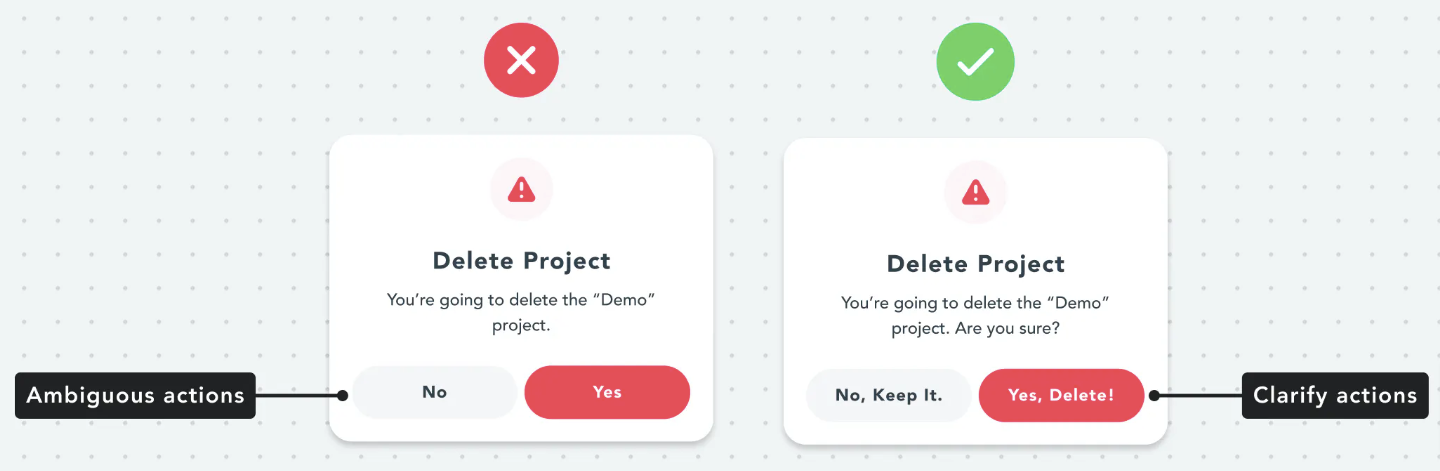 Delete Project
You’re going to delete the “Demo”
project.
No
Yes
Ambiguous actions
Delete Project
You’re going to delete the “Demo”
project. Are you sure?
No, Keep It.
Yes, Delete!
Clarify actions